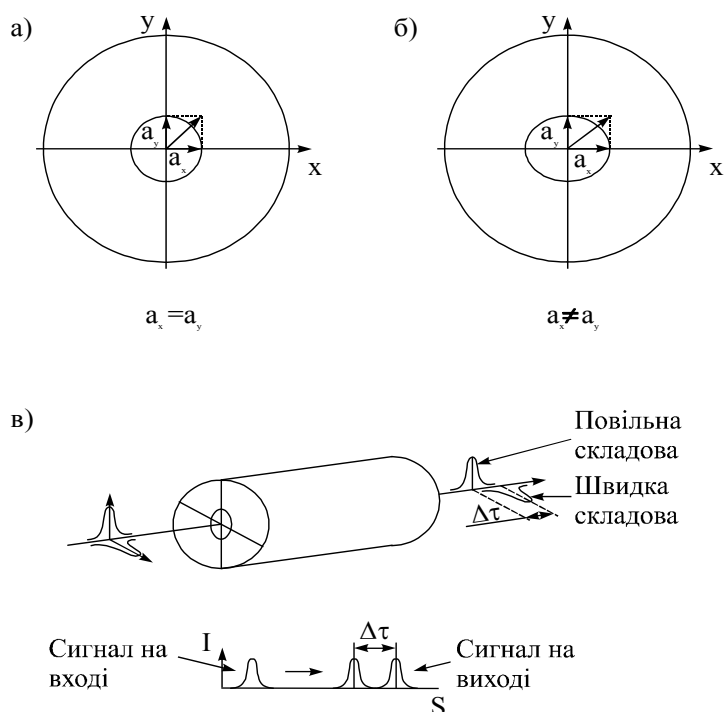 а)
y
a_y
a_x
x
a_x=a_y
б)
y
a_y
a_x
x
a_x≠a_y
в)
Повільна
складова
Швидка
складова
Δτ
Сигнал на
вході
I
Δτ
Сигнал на
виході
S